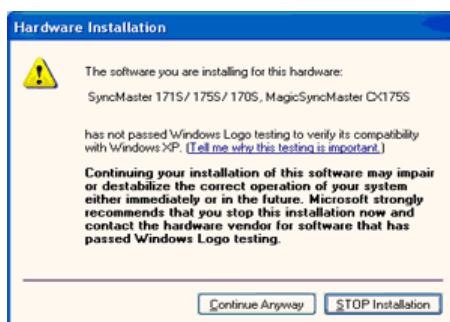 Hardware Installation
The software you are installing for this hardware:
SyncMaster 171S/ 175S/ 170S, MagicSyncMaster CX175S
has not passed Windows Logo testing to verify its compatibility
with Windows XP. (Tell me why this testing is important.)
Continuing your installation of this software may impair
or destabilize the correct operation of your system
either immediately or in the future. Microsoft strongly
recommends that you stop this installation now and
contact the hardware vendor for software that has
passed Windows Logo testing.
Continue Anyway
STOP Installation